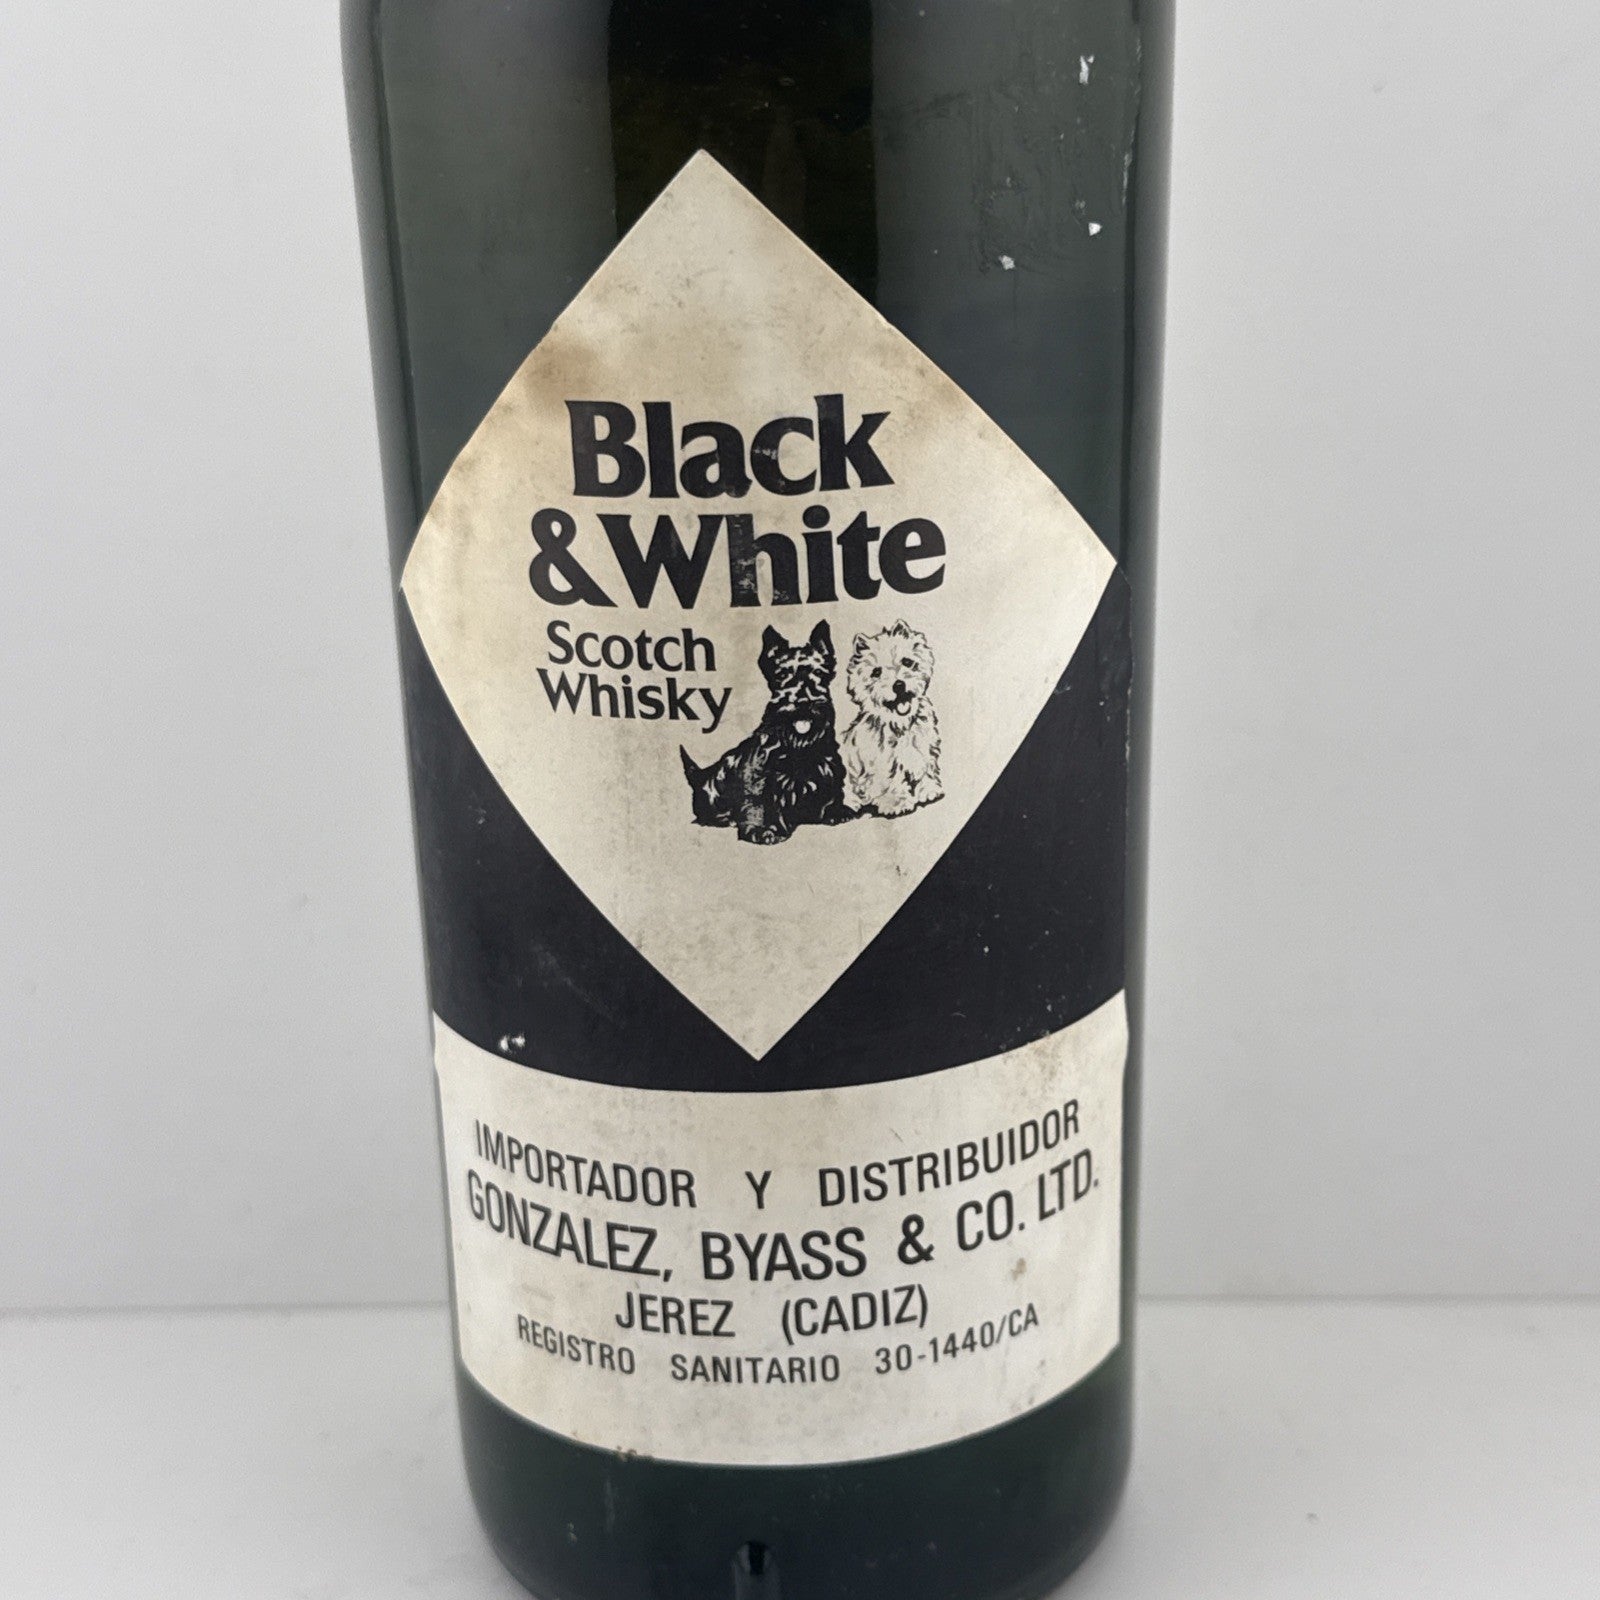 Black
& White
Scotch
Whisky
IMPORTADOR Y DISTRIBUIDOR
GONZALEZ, BYASS & CO. LTD.
JEREZ (CADIZ)
REGISTRO SANITARIO 30-1440/CA